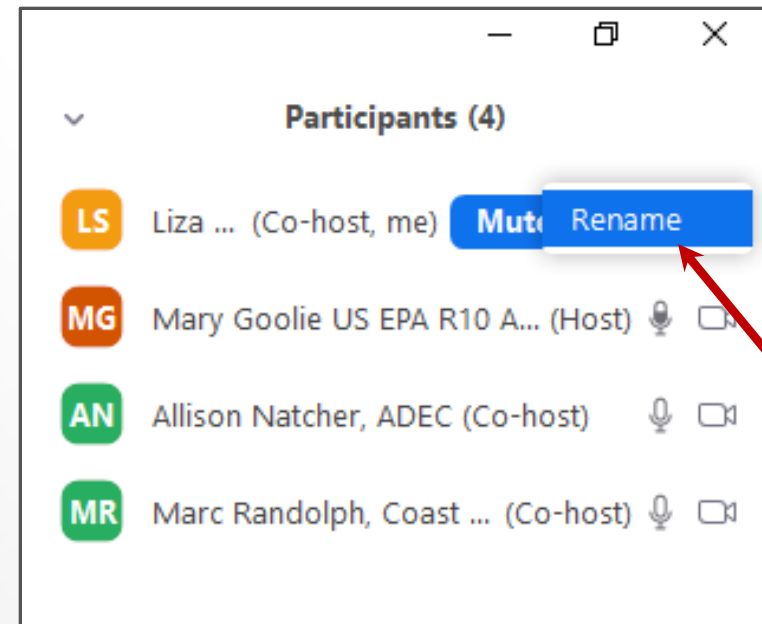 Participants (4)
LS Liza ... (Co-host, me) Mute Rename
MG Mary Goolie US EPA R10 A... (Host)
AN Allison Natcher, ADEC (Co-host)
MR Marc Randolph, Coast ... (Co-host)